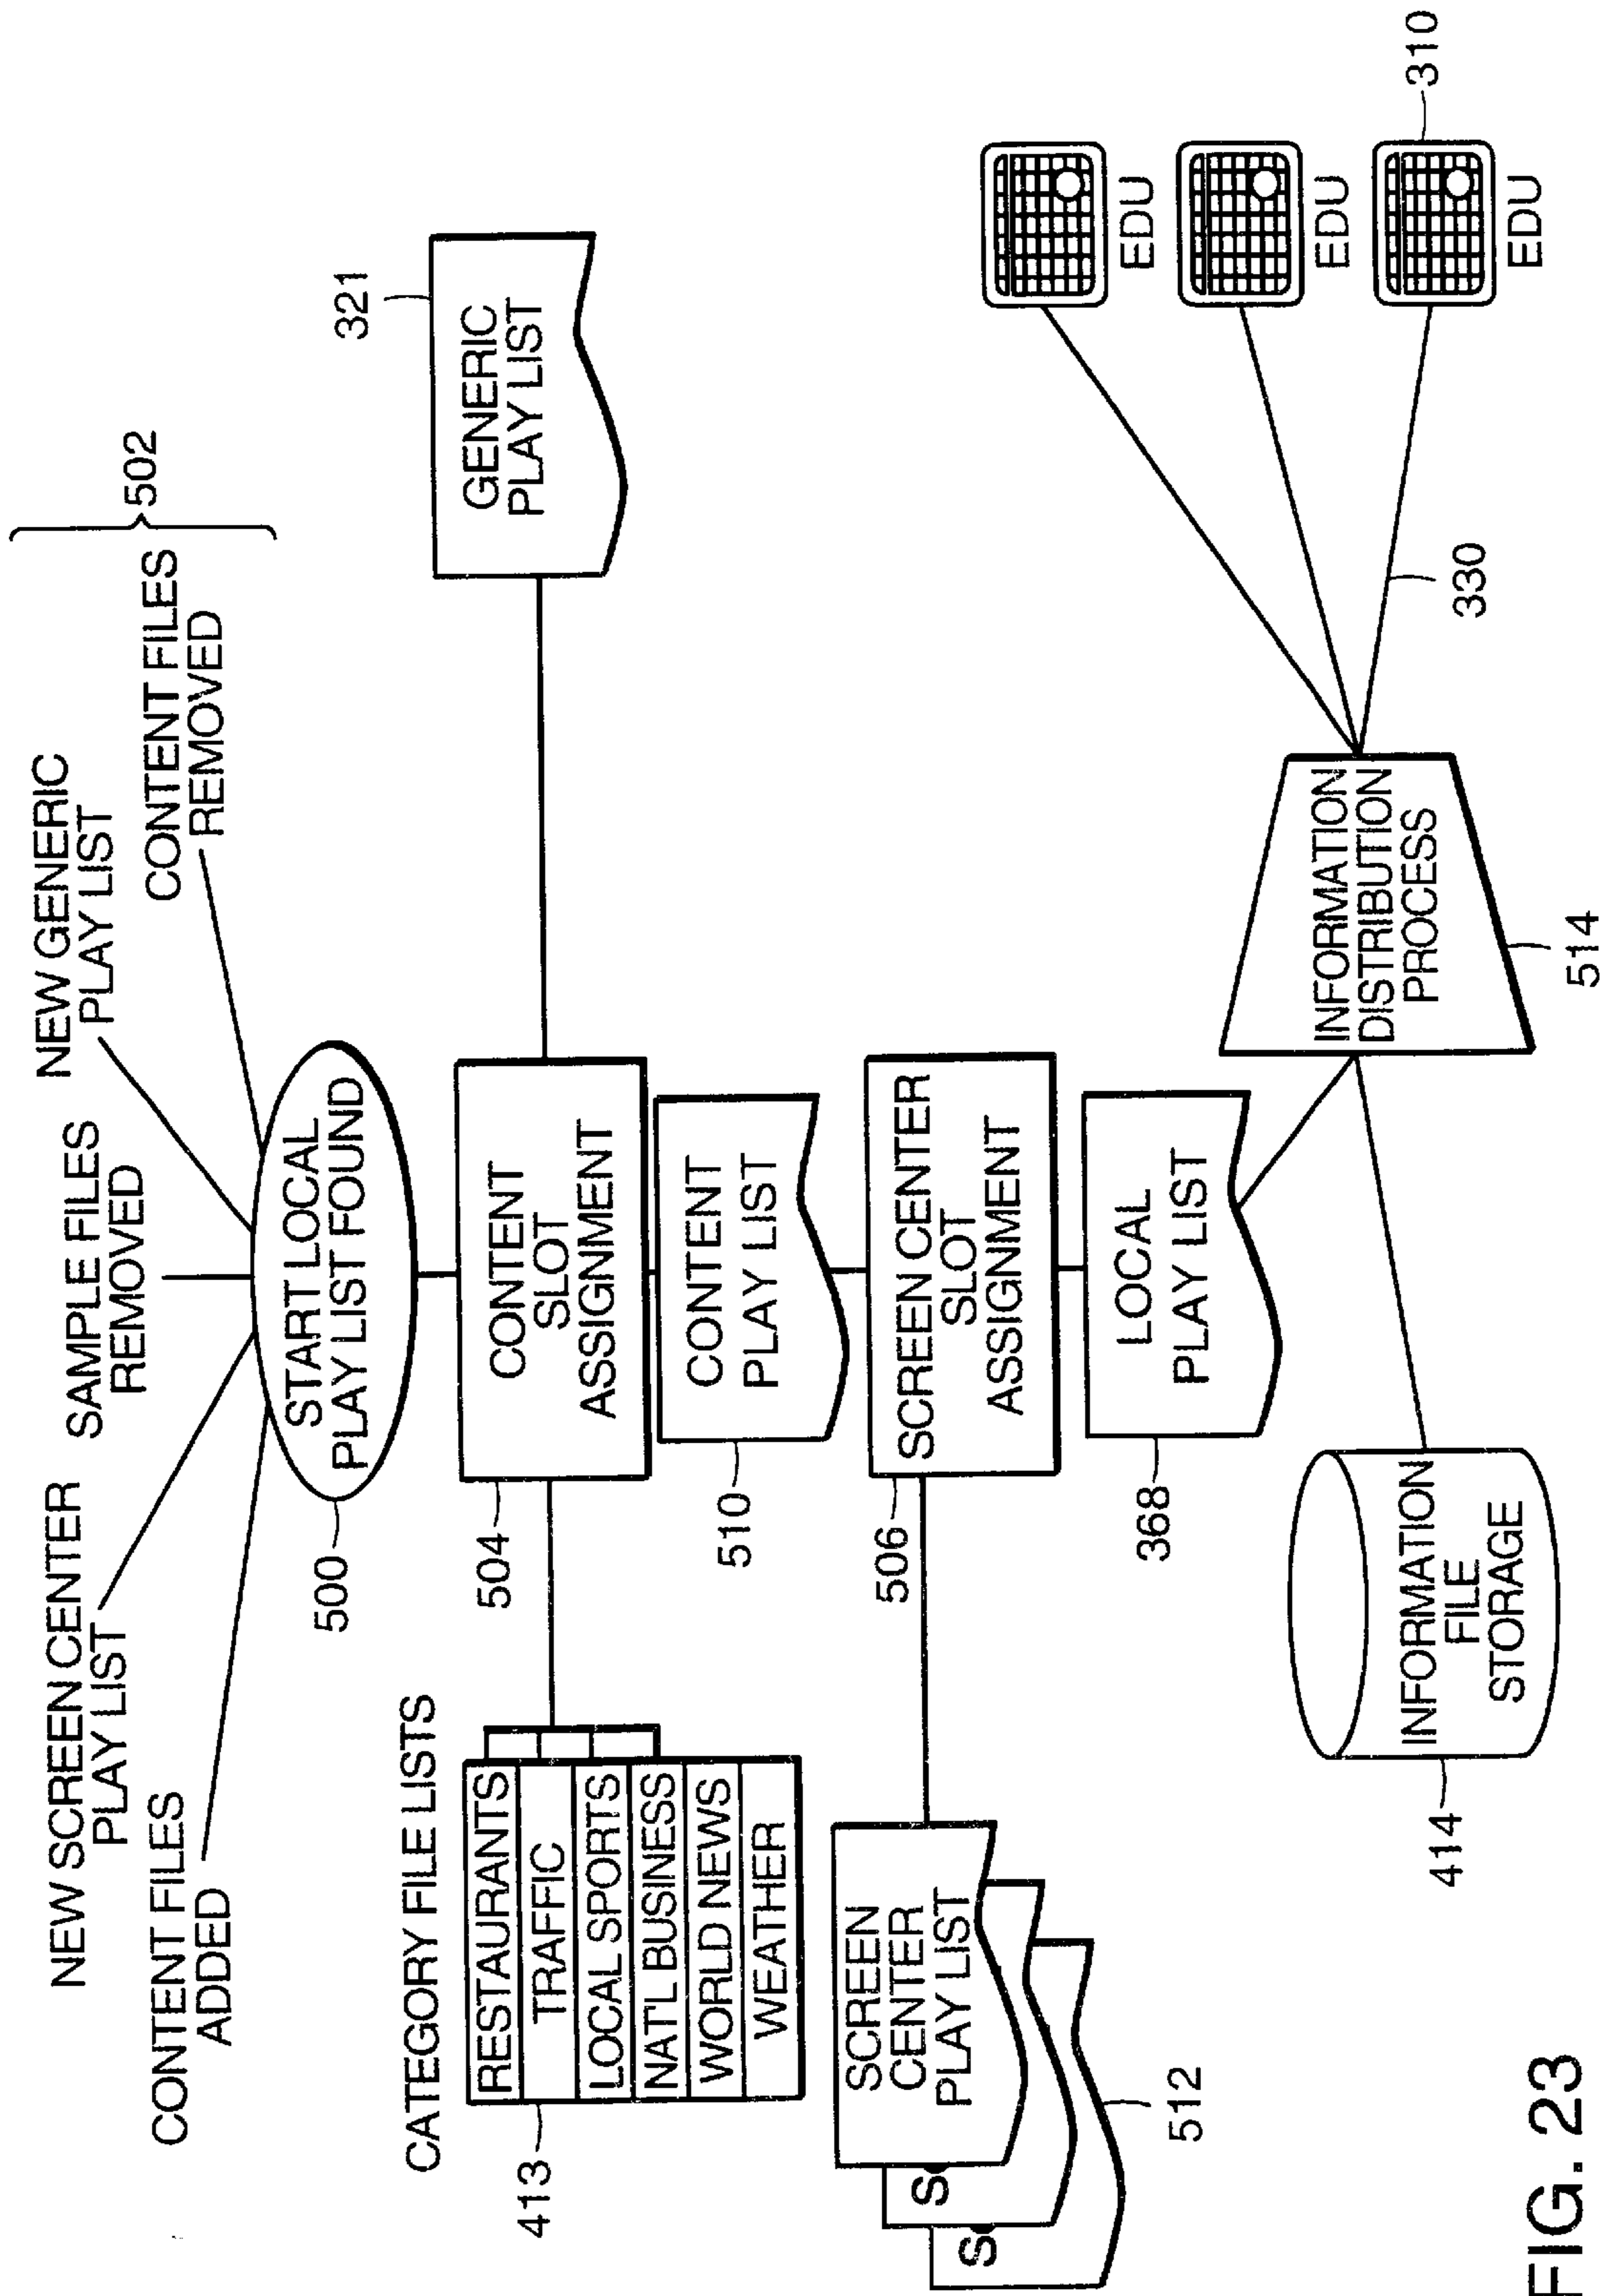 NEW SCREEN CENTER
PLAY LIST
SAMPLE FILES
REMOVED
NEW GENERIC
PLAY LIST
CONTENT FILES
ADDED
CONTENT FILES
REMOVED
502
START LOCAL
PLAY LIST FOUND
500
321
CATEGORY FILE LISTS
RESTAURANTS
TRAFFIC
LOCAL SPORTS
NAT'L BUSINESS
WORLD NEWS
WEATHER
413
504
CONTENT
SLOT
ASSIGNMENT
GENERIC
PLAY LIST
510
CONTENT
PLAY LIST
SCREEN
CENTER
PLAY LIST
S
S
512
506
SCREEN CENTER
SLOT
ASSIGNMENT
368
LOCAL
PLAY LIST
EDU
EDU
EDU
310
330
414
INFORMATION
FILE
STORAGE
INFORMATION
DISTRIBUTION
PROCESS
514
FIG. 23